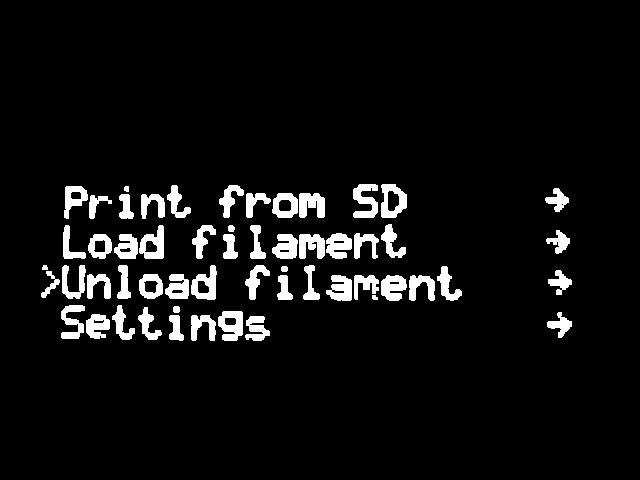 Print from SD →
Load filament →
>Unload filament →
Settings →